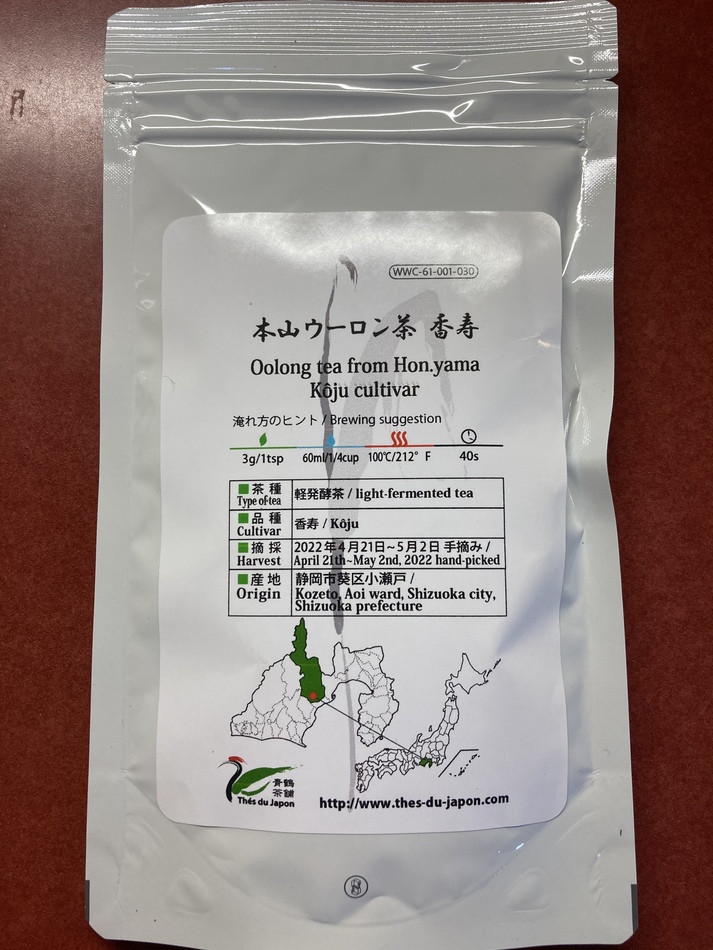 WWC-61-001-030
本山ウーロン茶 香寿
Oolong tea from Hon.yama
Kôju cultivar
淹れ方のヒント / Brewing suggestion
3g/1tsp 60ml/1/4cup 100℃/212° F 40s
茶 種 軽発酵茶 / light-fermented tea
Type of tea
品 種 香寿 / Kôju
Cultivar
摘 採 2022年4月21日~5月2日 手摘み /
Harvest April 21th~May 2nd, 2022 hand-picked
産 地 静岡市葵区小瀬戸 /
Origin Kozeto, Aoi ward, Shizuoka city,
Shizuoka prefecture
青鶴
茶舗
Thés du Japon
http://www.thes-du-japon.com